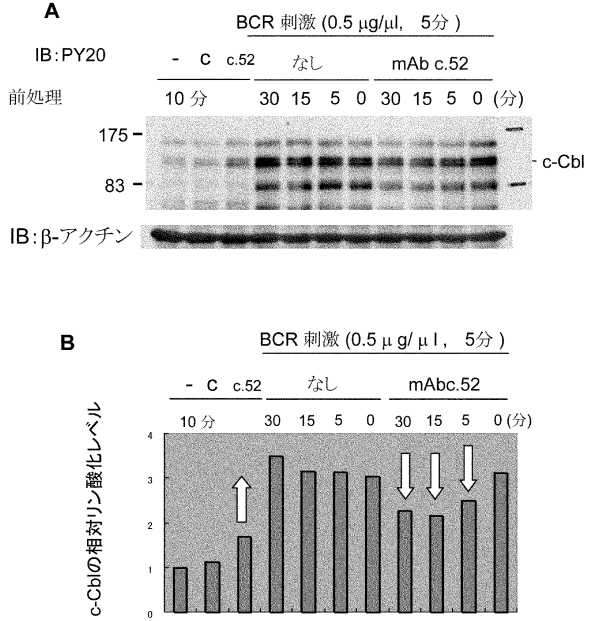 A
BCR 刺激 (0.5 μg/μl, 5分 )
IB:PY20
- C c.52 なし mAb c.52
前処理
10 分 30 15 5 0 30 15 5 0 (分)
175
c-Cbl
83
IB:β-アクチン
B
BCR 刺激 (0.5 μ g/ μ l , 5分 )
- C c.52 なし mAbc.52
10 分 30 15 5 0 30 15 5 0 (分)
c-Cblの相対リン酸化レベル
4
3
2
1
0